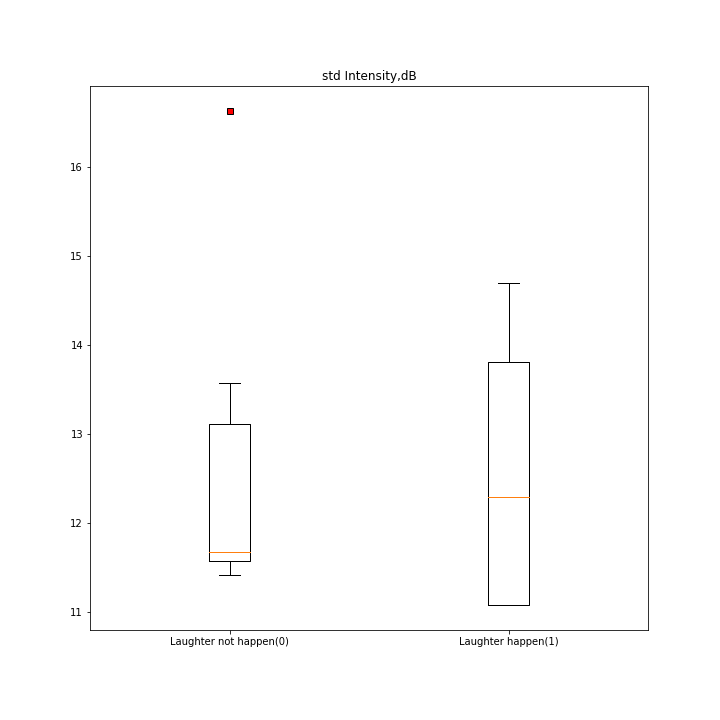 std Intensity,dB
16
15
14
13
12
11
Laughter not happen(0)
Laughter happen(1)